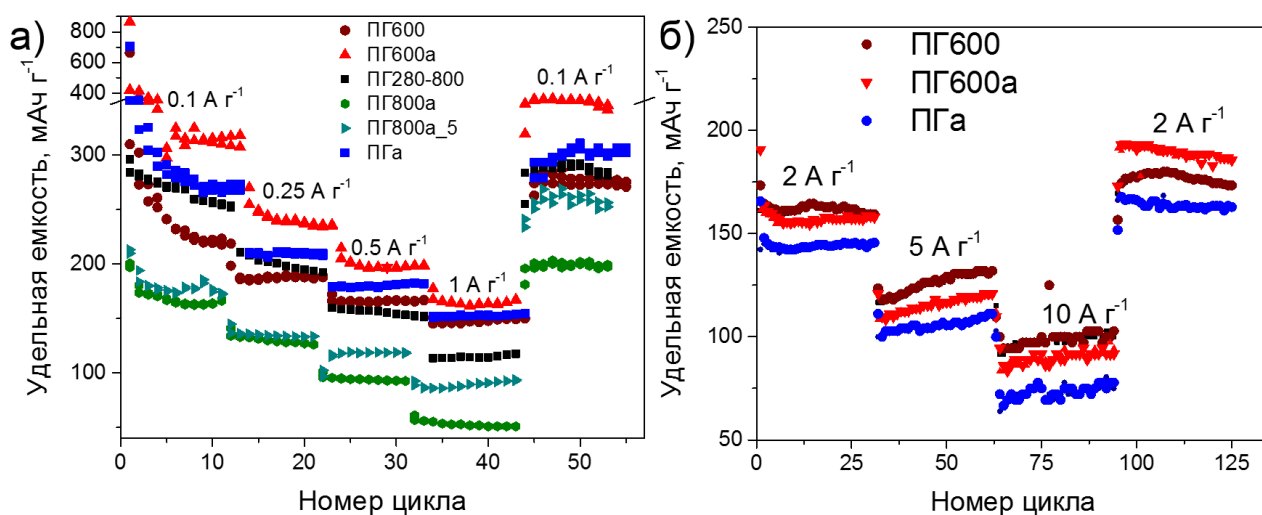 а)
Удельная емкость, мАч г⁻¹
800
600
400
300
200
100
ПГ600
ПГ600а
ПГ280-800
ПГ800а
ПГ800а_5
ПГа
0.1 А г⁻¹
0.25 А г⁻¹
0.5 А г⁻¹
1 А г⁻¹
0.1 А г⁻¹
0 10 20 30 40 50
Номер цикла
б)
Удельная емкость, мАч г⁻¹
250
200
150
100
50
ПГ600
ПГ600а
ПГа
2 А г⁻¹
5 А г⁻¹
10 А г⁻¹
2 А г⁻¹
0 25 50 75 100 125
Номер цикла